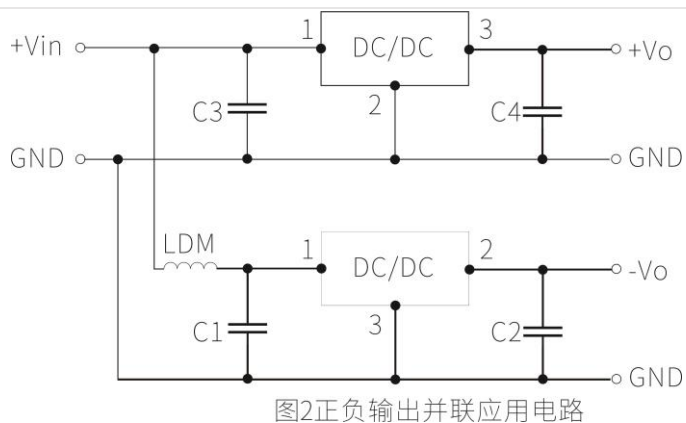 1 DC/DC 3
+Vin +Vo
C3 2 C4
GND GND
LDM
1 DC/DC 2
-Vo
C1 3 C2
GND
图2正负输出并联应用电路